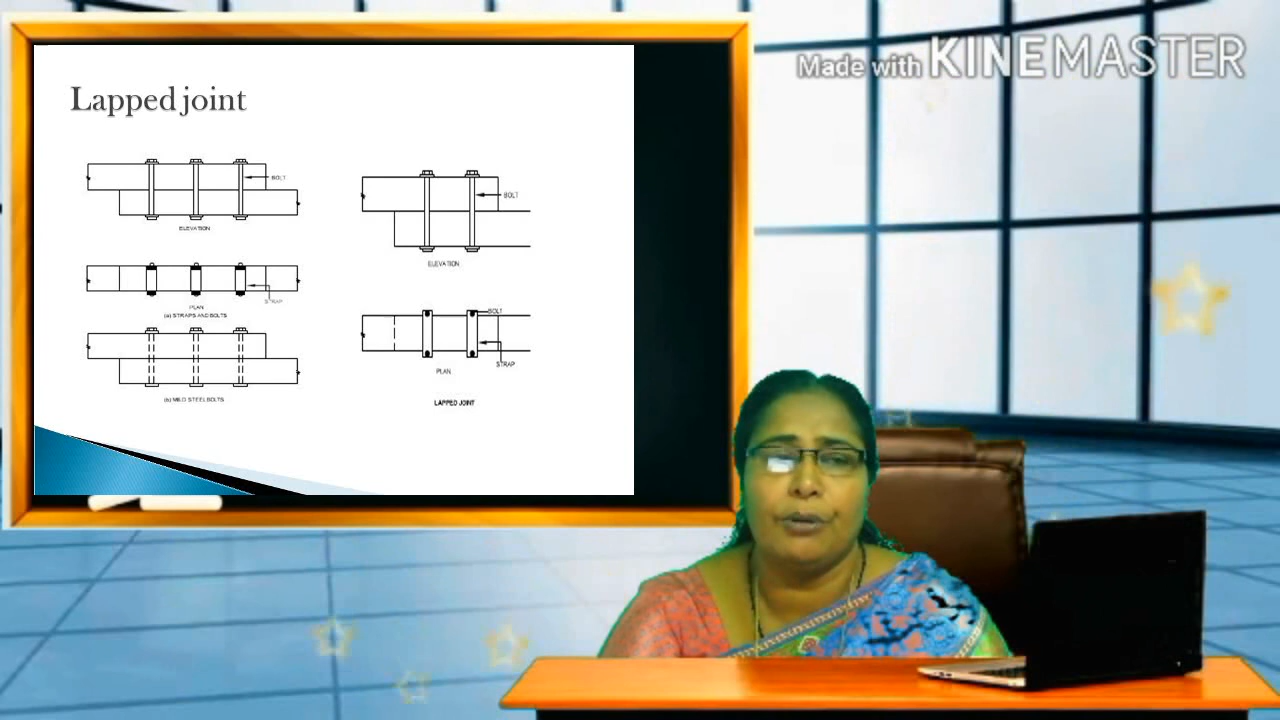 Made with KINEMASTER
Lapped joint
BOLT
ELEVATION
STRAP
PLAN
(a) STRAPS AND BOLTS
(b) MILD STEEL BOLTS
BOLT
ELEVATION
BOLT
STRAP
PLAN
LAPPED JOINT